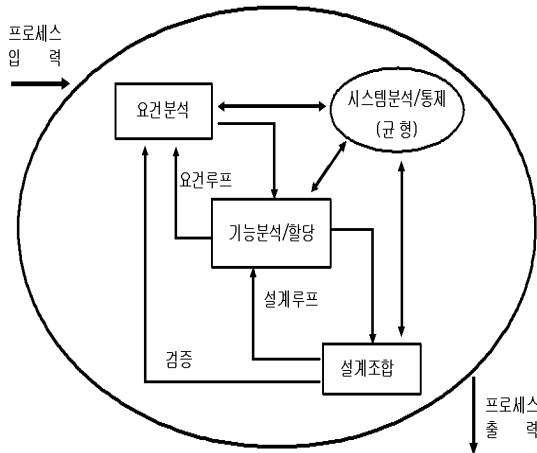 프로세스
입 력
요건분석
시스템분석/통제
(균형)
요건루프
기능분석/할당
설계루프
검증
설계조합
프로세스
출 력